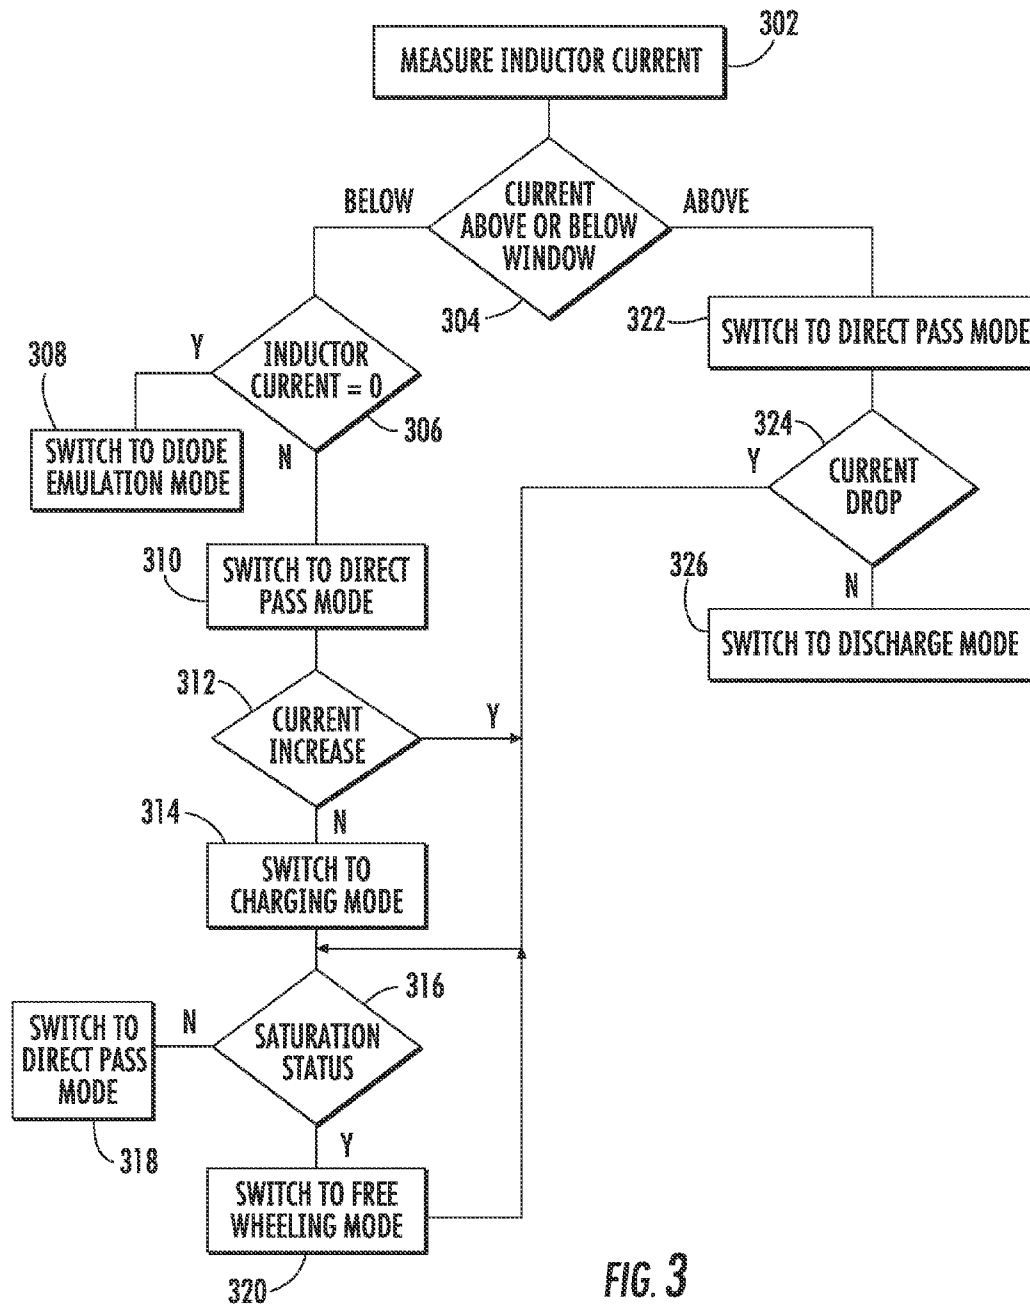 302
MEASURE INDUCTOR CURRENT
BELOW
CURRENT
ABOVE OR BELOW
WINDOW
ABOVE
304
322
SWITCH TO DIRECT PASS MODE
308
Y
INDUCTOR
CURRENT = 0
306
N
SWITCH TO DIODE
EMULATION MODE
324
Y
CURRENT
DROP
N
326
SWITCH TO DISCHARGE MODE
310
SWITCH TO DIRECT
PASS MODE
312
CURRENT
INCREASE
Y
N
314
SWITCH TO
CHARGING MODE
316
SATURATION
STATUS
N
SWITCH TO
DIRECT PASS
MODE
318
Y
SWITCH TO FREE
WHEELING MODE
320
FIG. 3